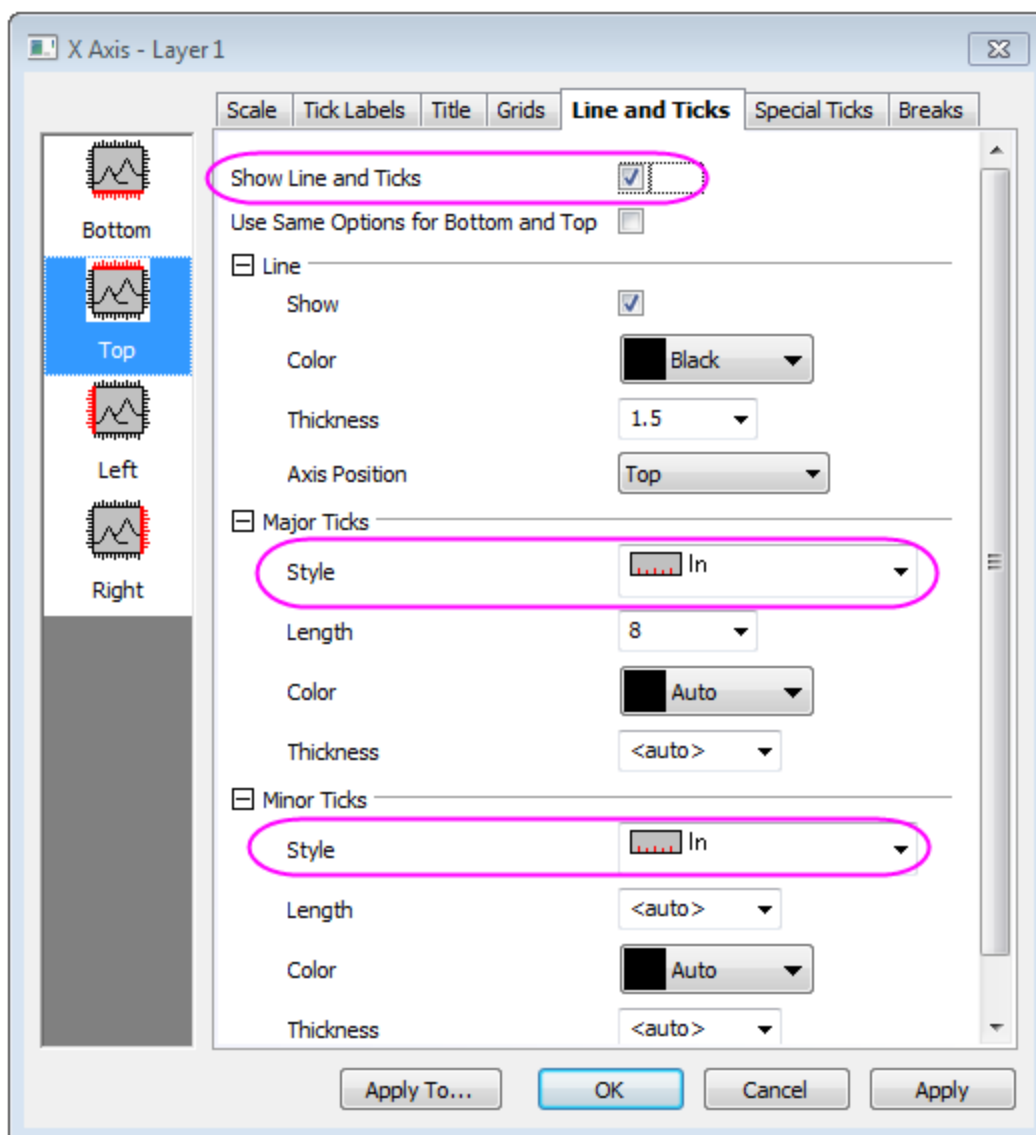 X Axis - Layer 1
Scale Tick Labels Title Grids Line and Ticks Special Ticks Breaks
Bottom
Top
Left
Right
Show Line and Ticks
Use Same Options for Bottom and Top
Line
Show
Color Black
Thickness 1.5
Axis Position Top
Major Ticks
Style In
Length 8
Color Auto
Thickness <auto>
Minor Ticks
Style In
Length <auto>
Color Auto
Thickness <auto>
Apply To... OK Cancel Apply